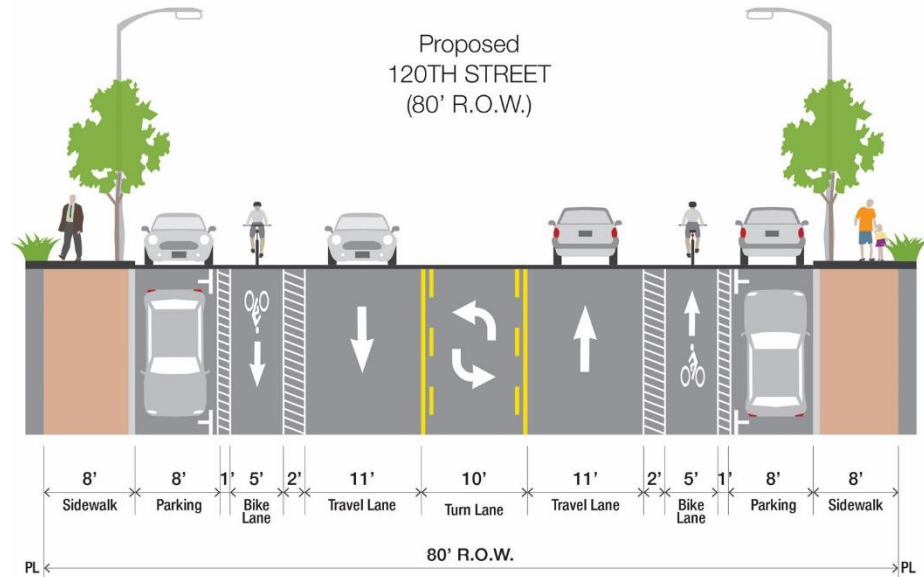 Proposed
120TH STREET
(80’ R.O.W.)
8’ 8’ 1’ 5’ 2’ 11’ 10’ 11’ 2’ 5’ 1’ 8’ 8’
Sidewalk Parking Bike Lane Travel Lane Turn Lane Travel Lane Bike Lane Parking Sidewalk
PL 80’ R.O.W. PL